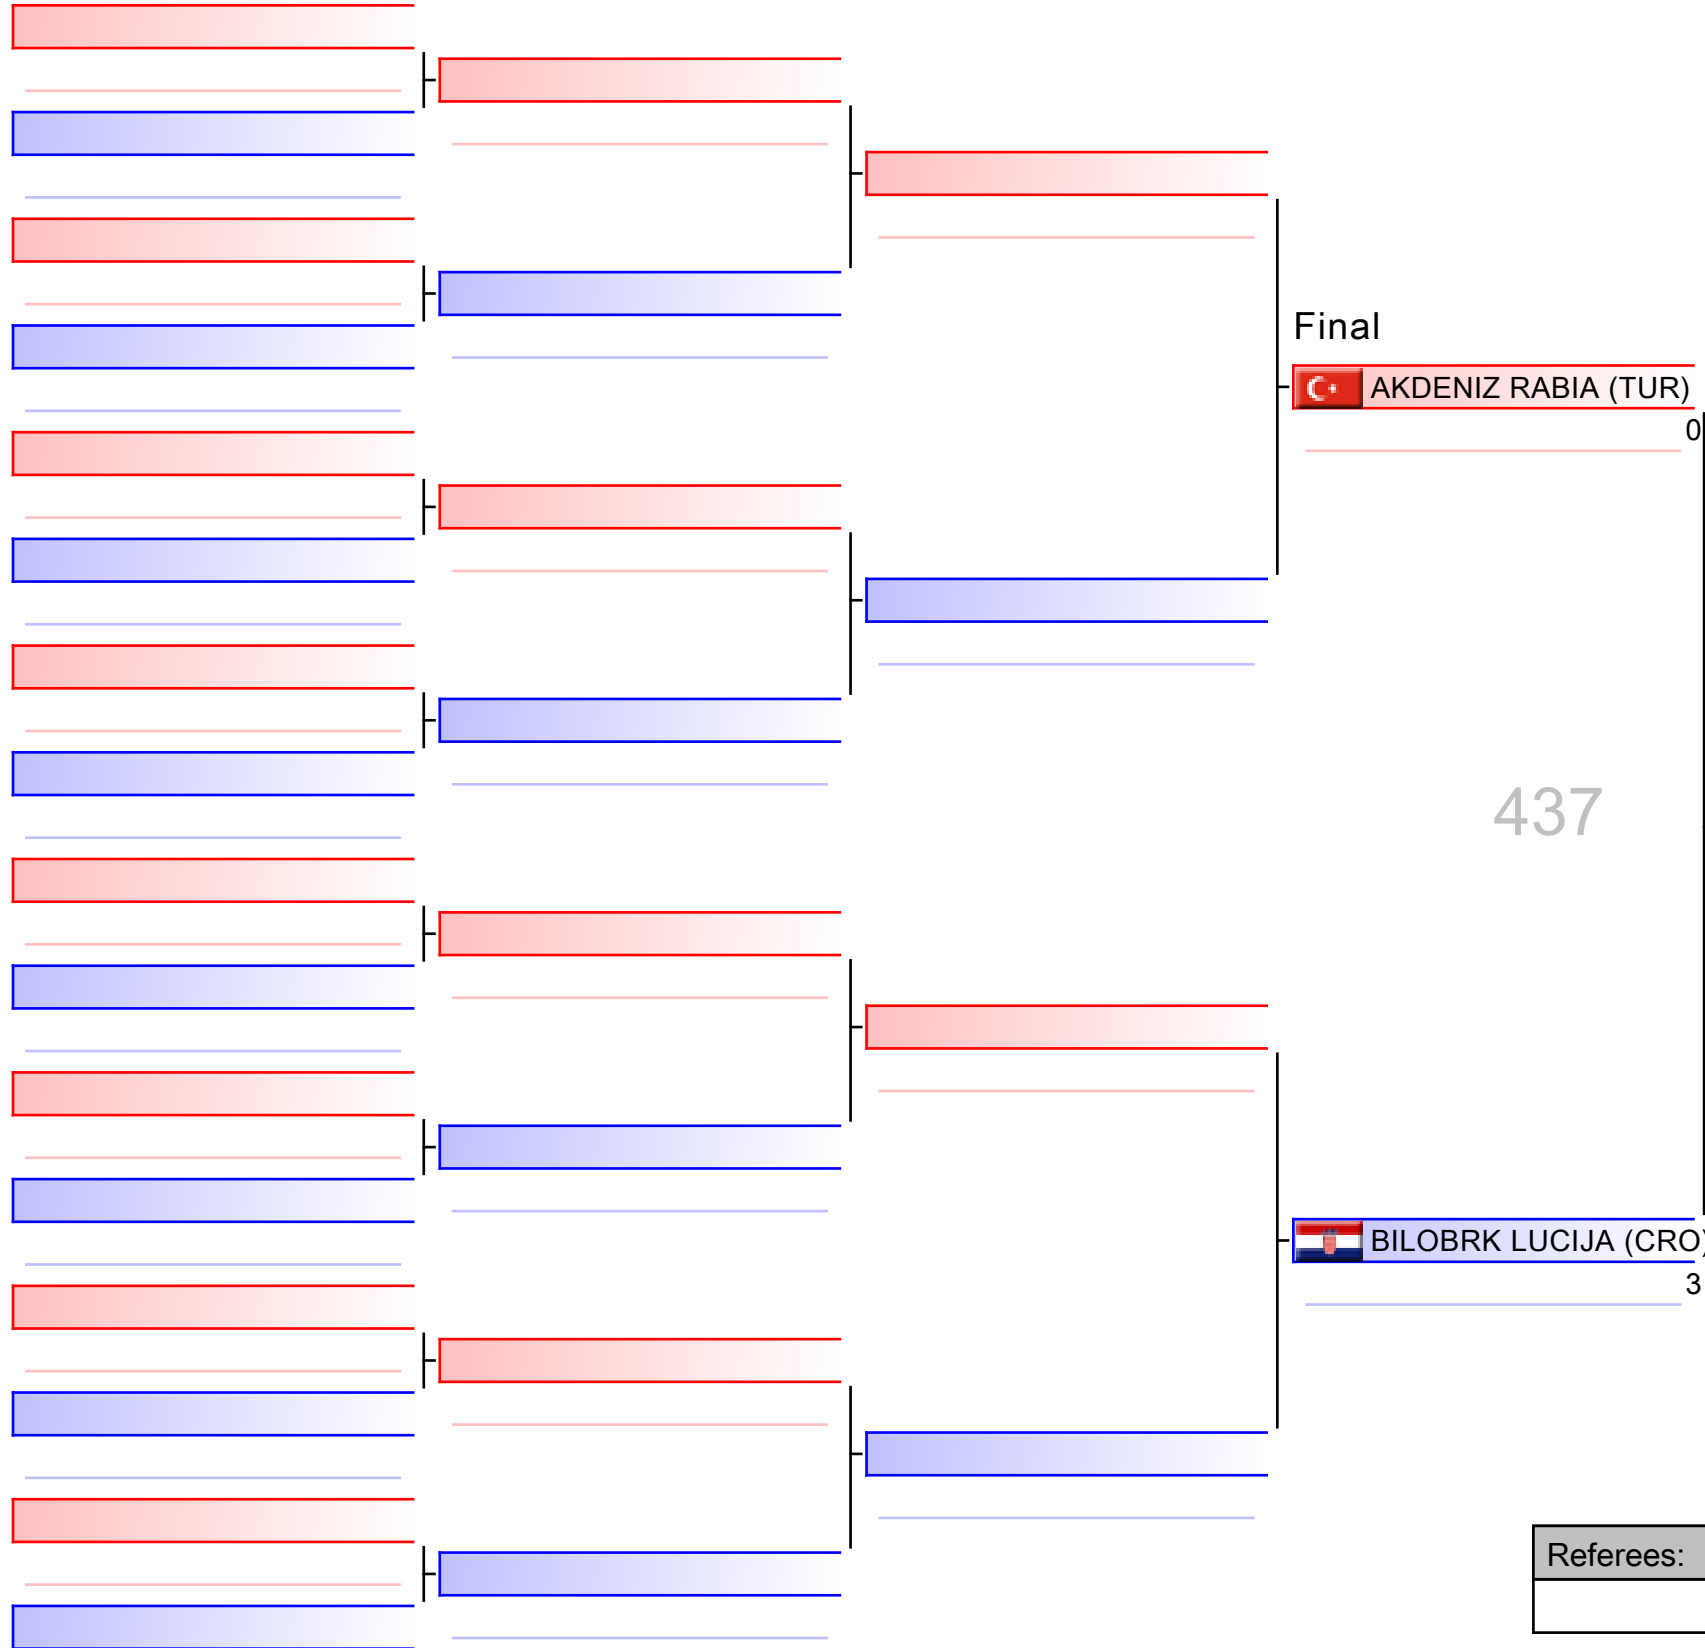 Final
AKDENIZ RABIA (TUR)
0
437
BILOBRK LUCIJA (CRO)
3
Referees: